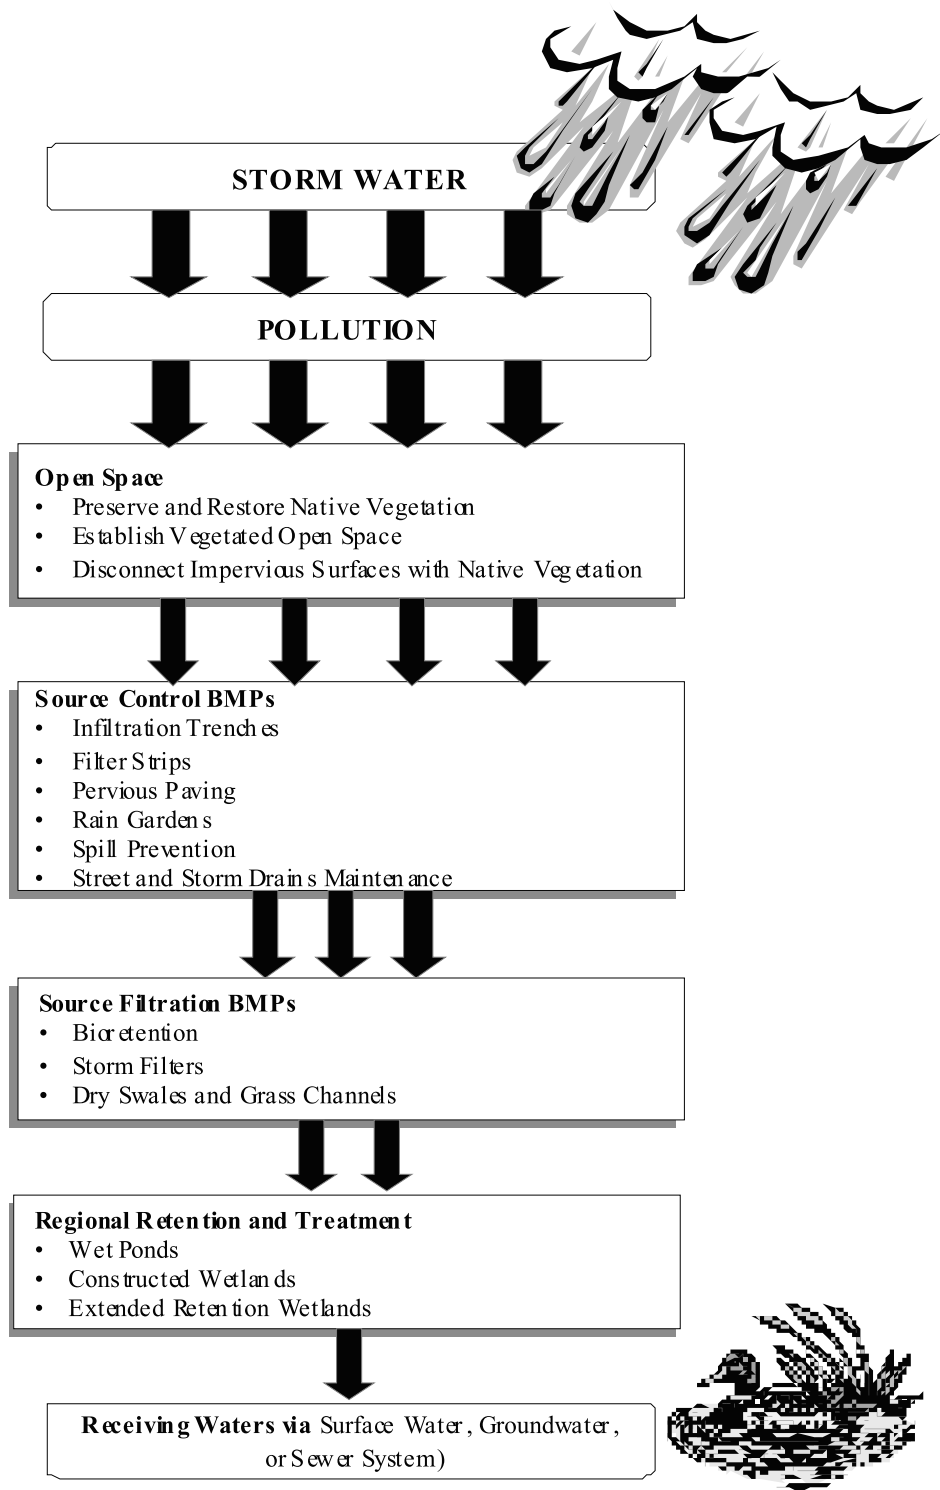 STORM WATER
POLLUTION
Open Space
• Preserve and Restore Native Vegetation
• Establish Vegetated Open Space
• Disconnect Impervious Surfaces with Native Vegetation
Source Control BMPs
• Infiltration Trenches
• Filter Strips
• Pervious Paving
• Rain Gardens
• Spill Prevention
• Street and Storm Drains Maintenance
Source Filtration BMPs
• Bioretention
• Storm Filters
• Dry Swales and Grass Channels
Regional Retention and Treatment
• Wet Ponds
• Constructed Wetlands
• Extended Retention Wetlands
Receiving Waters via Surface Water, Groundwater,
or Sewer System)